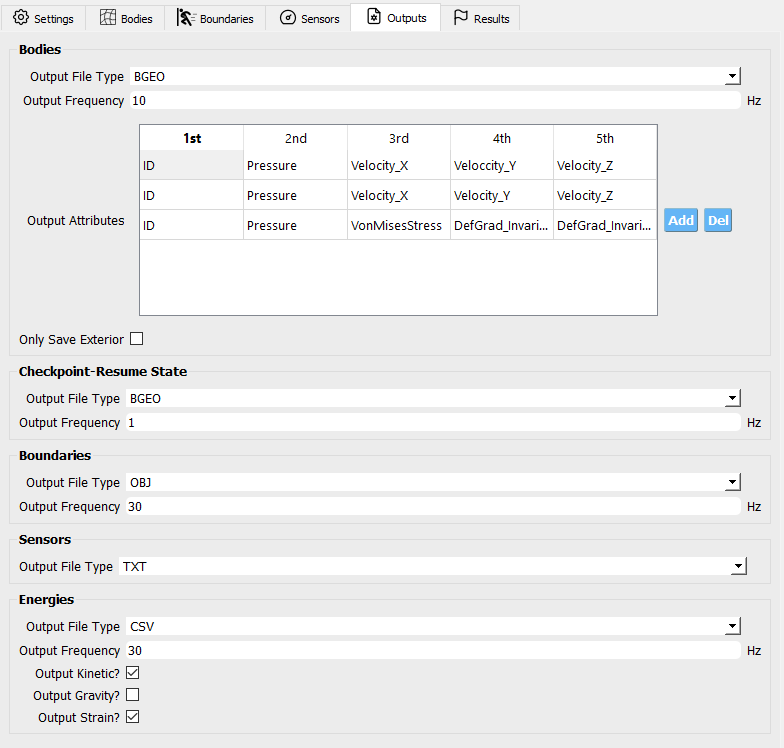 Settings Bodies Boundaries Sensors Outputs Results
Bodies
Output File Type BGEO
Output Frequency 10 Hz
1st 2nd 3rd 4th 5th
ID Pressure Velocity_X Veloccity_Y Velocity_Z
ID Pressure Velocity_X Velocity_Y Velocity_Z
Output Attributes Add Del
ID Pressure VonMisesStress DefGrad_Invari... DefGrad_Invari...
Only Save Exterior
Checkpoint-Resume State
Output File Type BGEO
Output Frequency 1 Hz
Boundaries
Output File Type OBJ
Output Frequency 30 Hz
Sensors
Output File Type TXT
Energies
Output File Type CSV
Output Frequency 30 Hz
Output Kinetic?
Output Gravity?
Output Strain?